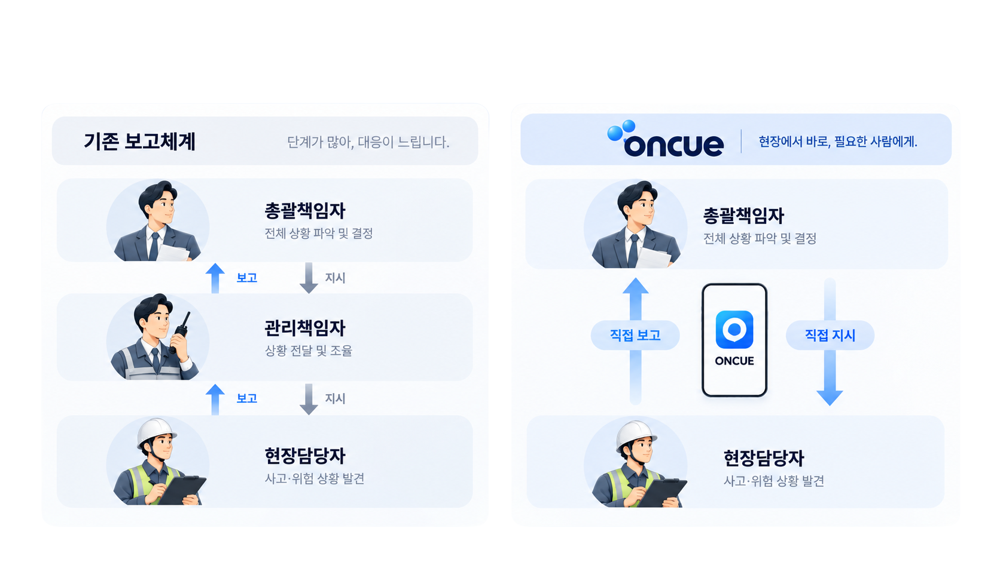 기존 보고체계
단계가 많아, 대응이 느립니다.
총괄책임자
전체 상황 파악 및 결정
보고
지시
관리책임자
상황 전달 및 조율
보고
지시
현장담당자
사고·위험 상황 발견
oncue
현장에서 바로, 필요한 사람에게.
총괄책임자
전체 상황 파악 및 결정
직접 보고
ONCUE
직접 지시
현장담당자
사고·위험 상황 발견